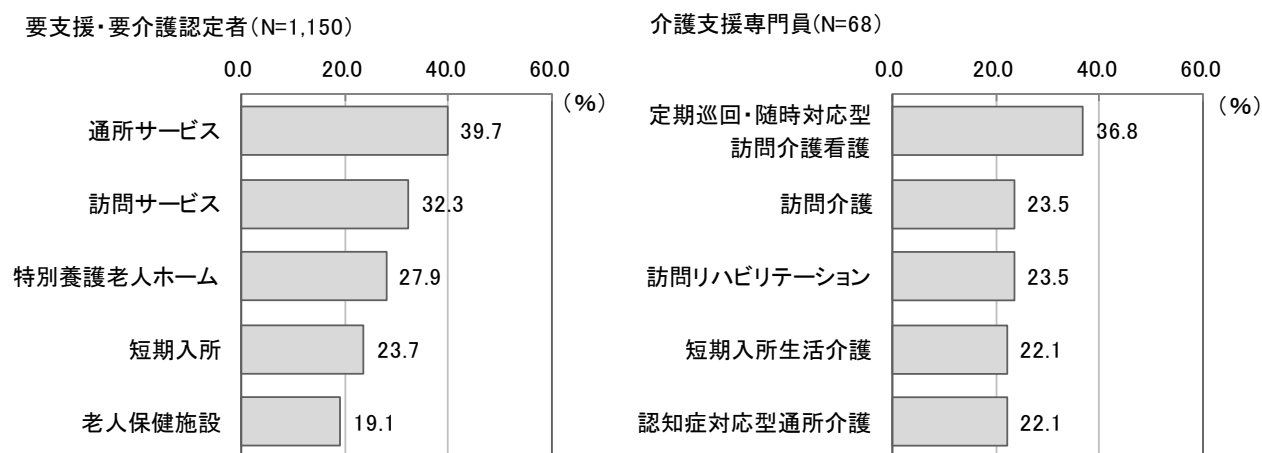 要支援・要介護認定者（N=1,150）
0.0 20.0 40.0 60.0
（％）
通所サービス 39.7
訪問サービス 32.3
特別養護老人ホーム 27.9
短期入所 23.7
老人保健施設 19.1
介護支援専門員(N=68)
0.0 20.0 40.0 60.0
（％）
定期巡回・随時対応型
訪問介護看護 36.8
訪問介護 23.5
訪問リハビリテーション 23.5
短期入所生活介護 22.1
認知症対応型通所介護 22.1